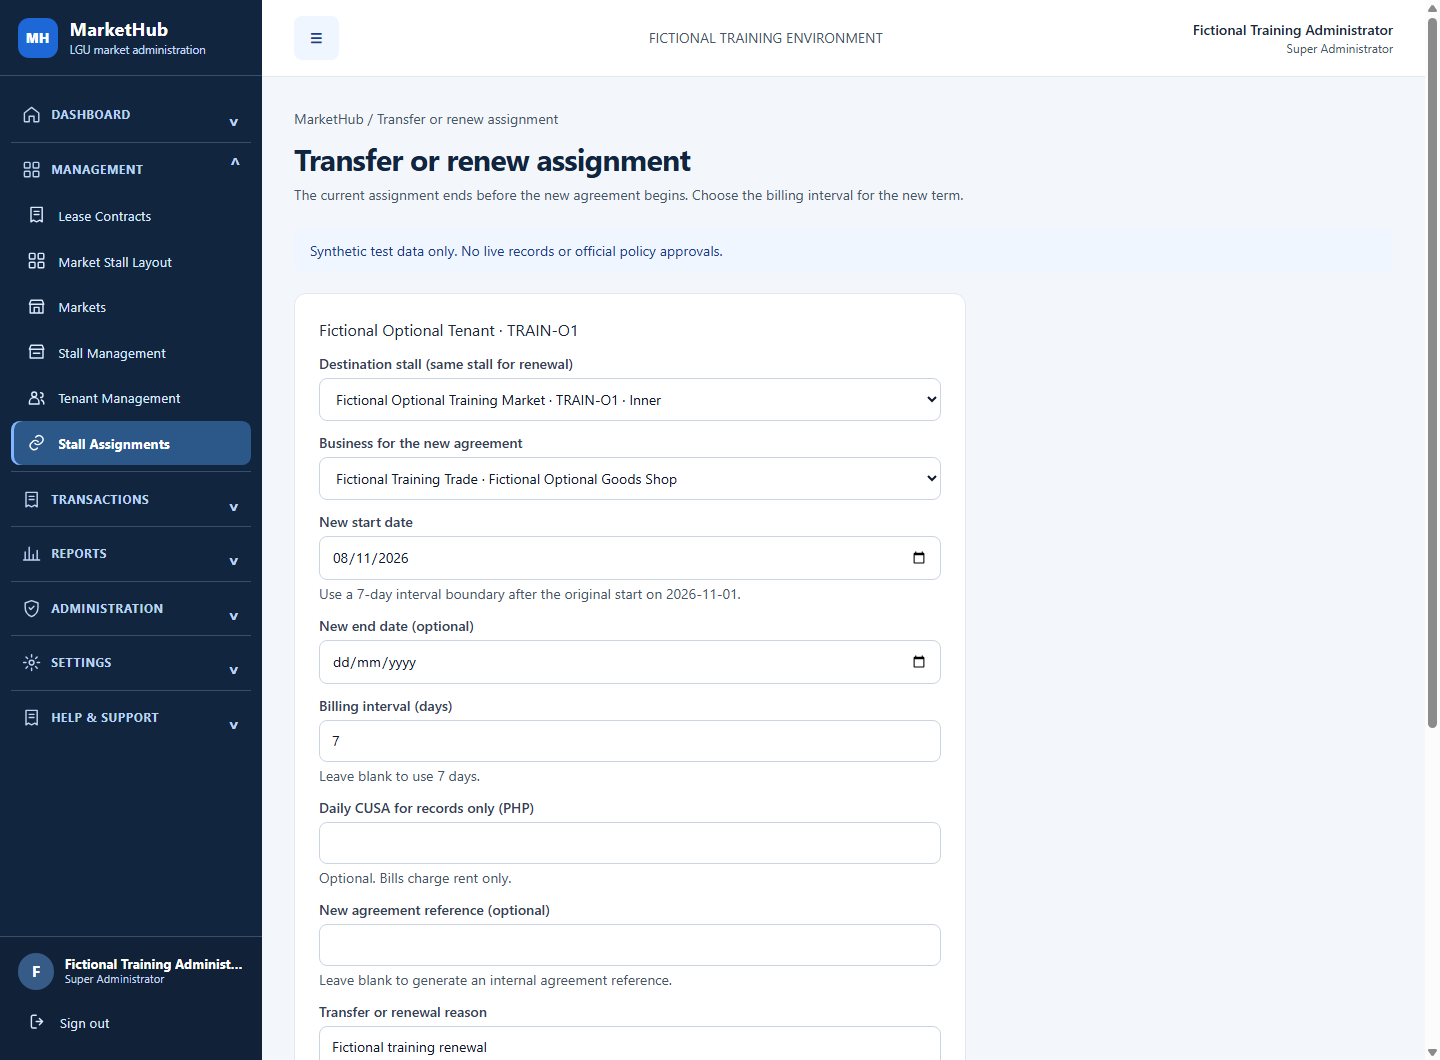 MH
MarketHub
LGU market administration
☰
FICTIONAL TRAINING ENVIRONMENT
Fictional Training Administrator
Super Administrator
DASHBOARD
MANAGEMENT
Lease Contracts
Market Stall Layout
Markets
Stall Management
Tenant Management
Stall Assignments
TRANSACTIONS
REPORTS
ADMINISTRATION
SETTINGS
HELP & SUPPORT
F
Fictional Training Administ...
Super Administrator
Sign out
MarketHub / Transfer or renew assignment
Transfer or renew assignment
The current assignment ends before the new agreement begins. Choose the billing interval for the new term.
Synthetic test data only. No live records or official policy approvals.
Fictional Optional Tenant · TRAIN-O1
Destination stall (same stall for renewal)
Fictional Optional Training Market · TRAIN-O1 · Inner
Business for the new agreement
Fictional Training Trade · Fictional Optional Goods Shop
New start date
08/11/2026
Use a 7-day interval boundary after the original start on 2026-11-01.
New end date (optional)
dd/mm/yyyy
Billing interval (days)
7
Leave blank to use 7 days.
Daily CUSA for records only (PHP)
Optional. Bills charge rent only.
New agreement reference (optional)
Leave blank to generate an internal agreement reference.
Transfer or renewal reason
Fictional training renewal